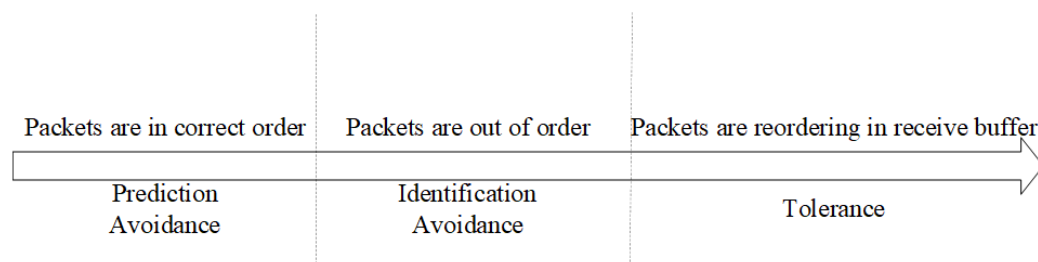 Packets are in correct order
Packets are out of order
Packets are reordering in receive buffer
Prediction
Avoidance
Identification
Avoidance
Tolerance